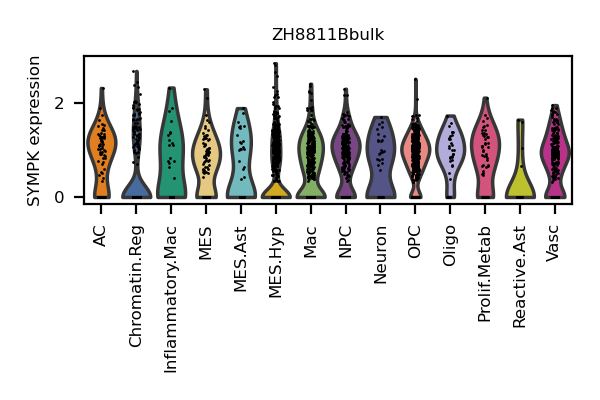 ZH8811Bbulk
SYMPK expression
2
0
AC
Chromatin.Reg
Inflammatory.Mac
MES
MES.Ast
MES.Hyp
Mac
NPC
Neuron
OPC
Oligo
Prolif.Metab
Reactive.Ast
Vasc